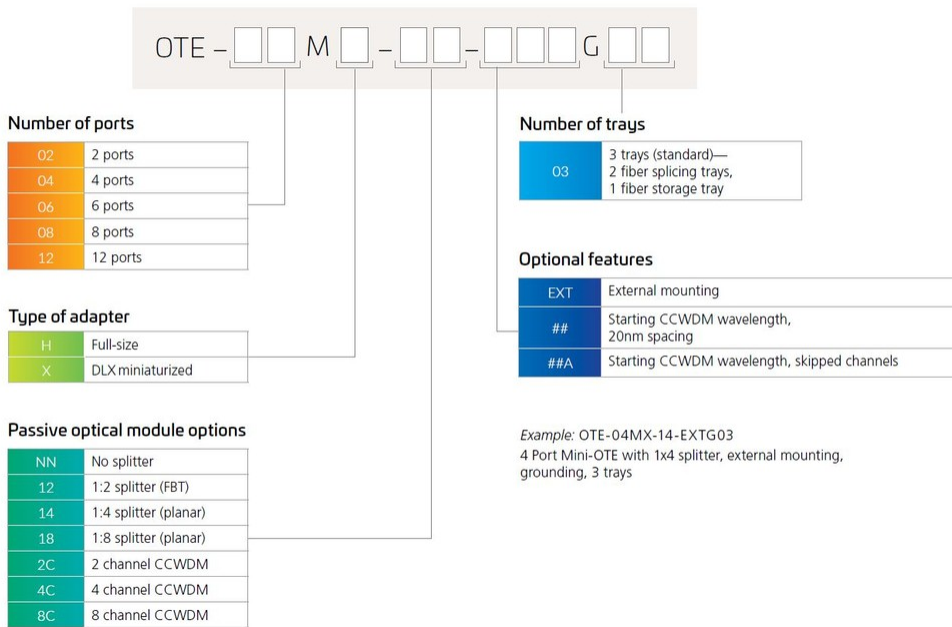 OTE – M – – G
Number of ports
02 2 ports
04 4 ports
06 6 ports
08 8 ports
12 12 ports
Type of adapter
H Full-size
X DLX miniaturized
Passive optical module options
NN No splitter
12 1:2 splitter (FBT)
14 1:4 splitter (planar)
18 1:8 splitter (planar)
2C 2 channel CCWDM
4C 4 channel CCWDM
8C 8 channel CCWDM
Number of trays
03 3 trays (standard)—
2 fiber splicing trays,
1 fiber storage tray
Optional features
EXT External mounting
## Starting CCWDM wavelength,
20nm spacing
##A Starting CCWDM wavelength, skipped channels
Example: OTE-04MX-14-EXTG03
4 Port Mini-OTE with 1x4 splitter, external mounting,
grounding, 3 trays